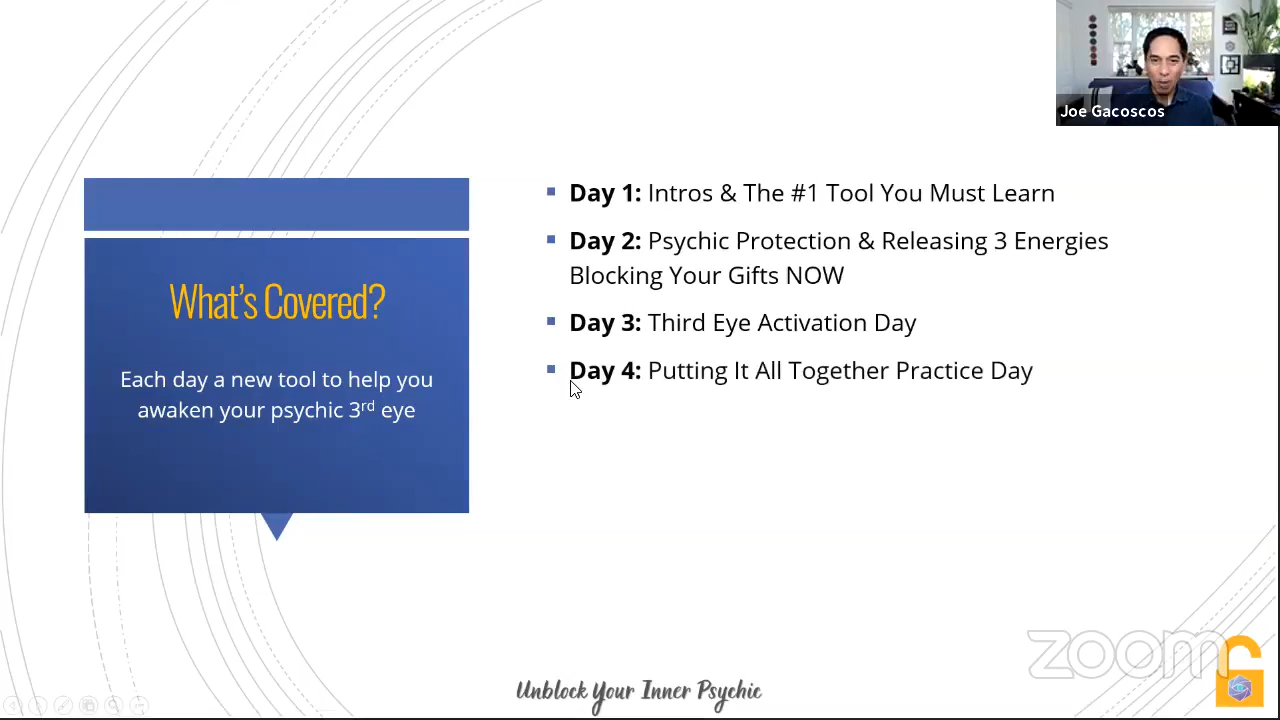 Joe Gacoscos
Day 1: Intros & The #1 Tool You Must Learn
Day 2: Psychic Protection & Releasing 3 Energies
Blocking Your Gifts NOW
Day 3: Third Eye Activation Day
Day 4: Putting It All Together Practice Day
What's Covered?
Each day a new tool to help you
awaken your psychic 3rd eye
zoom
Unblock Your Inner Psychic